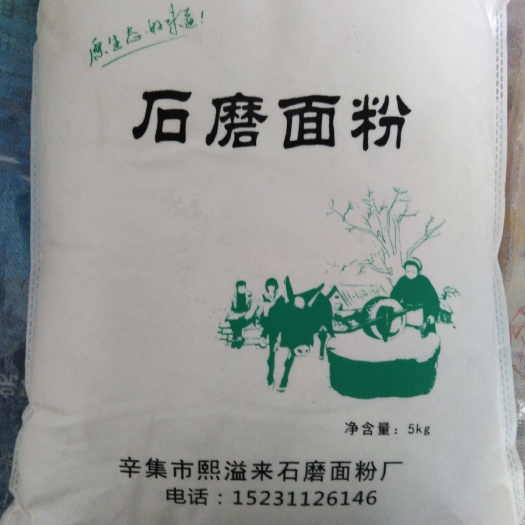 原生态的味道!
石磨面粉
净含量：5kg
辛集市熙溢来石磨面粉厂
电话：15231126146